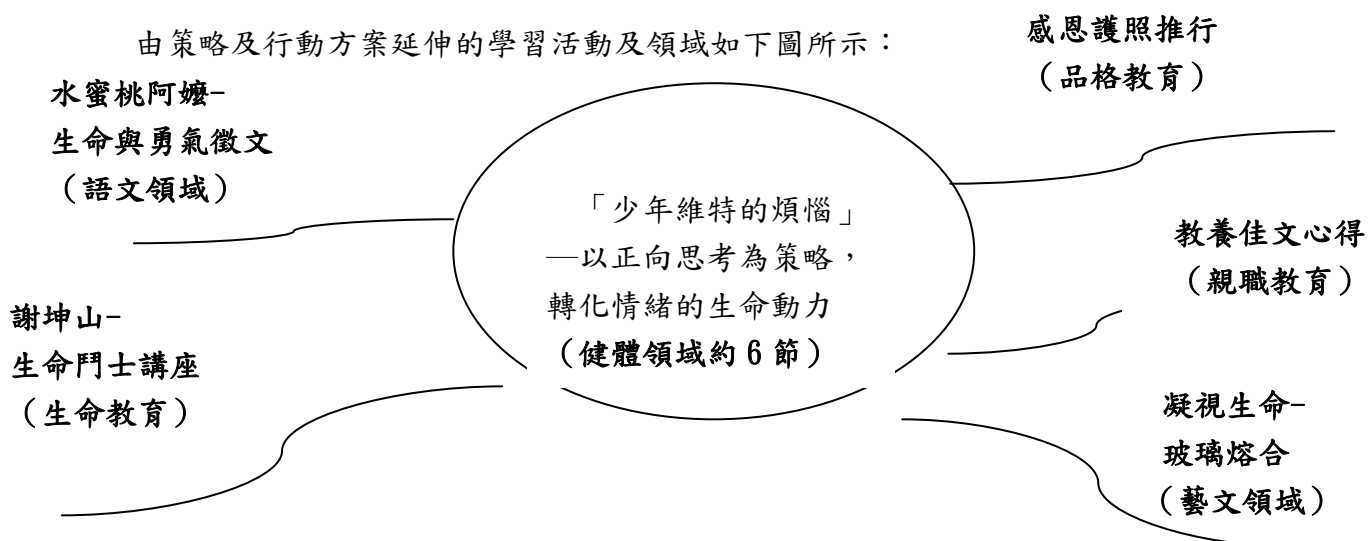 由策略及行動方案延伸的學習活動及領域如下圖所示：
感恩護照推行
（品格教育）
水蜜桃阿嬤-
生命與勇氣徵文
（語文領域）
「少年維特的煩惱」
—以正向思考為策略，
轉化情緒的生命動力
（健體領域約 6 節）
教養佳文心得
（親職教育）
謝坤山-
生命鬥士講座
（生命教育）
凝視生命-
玻璃熔合
（藝文領域）